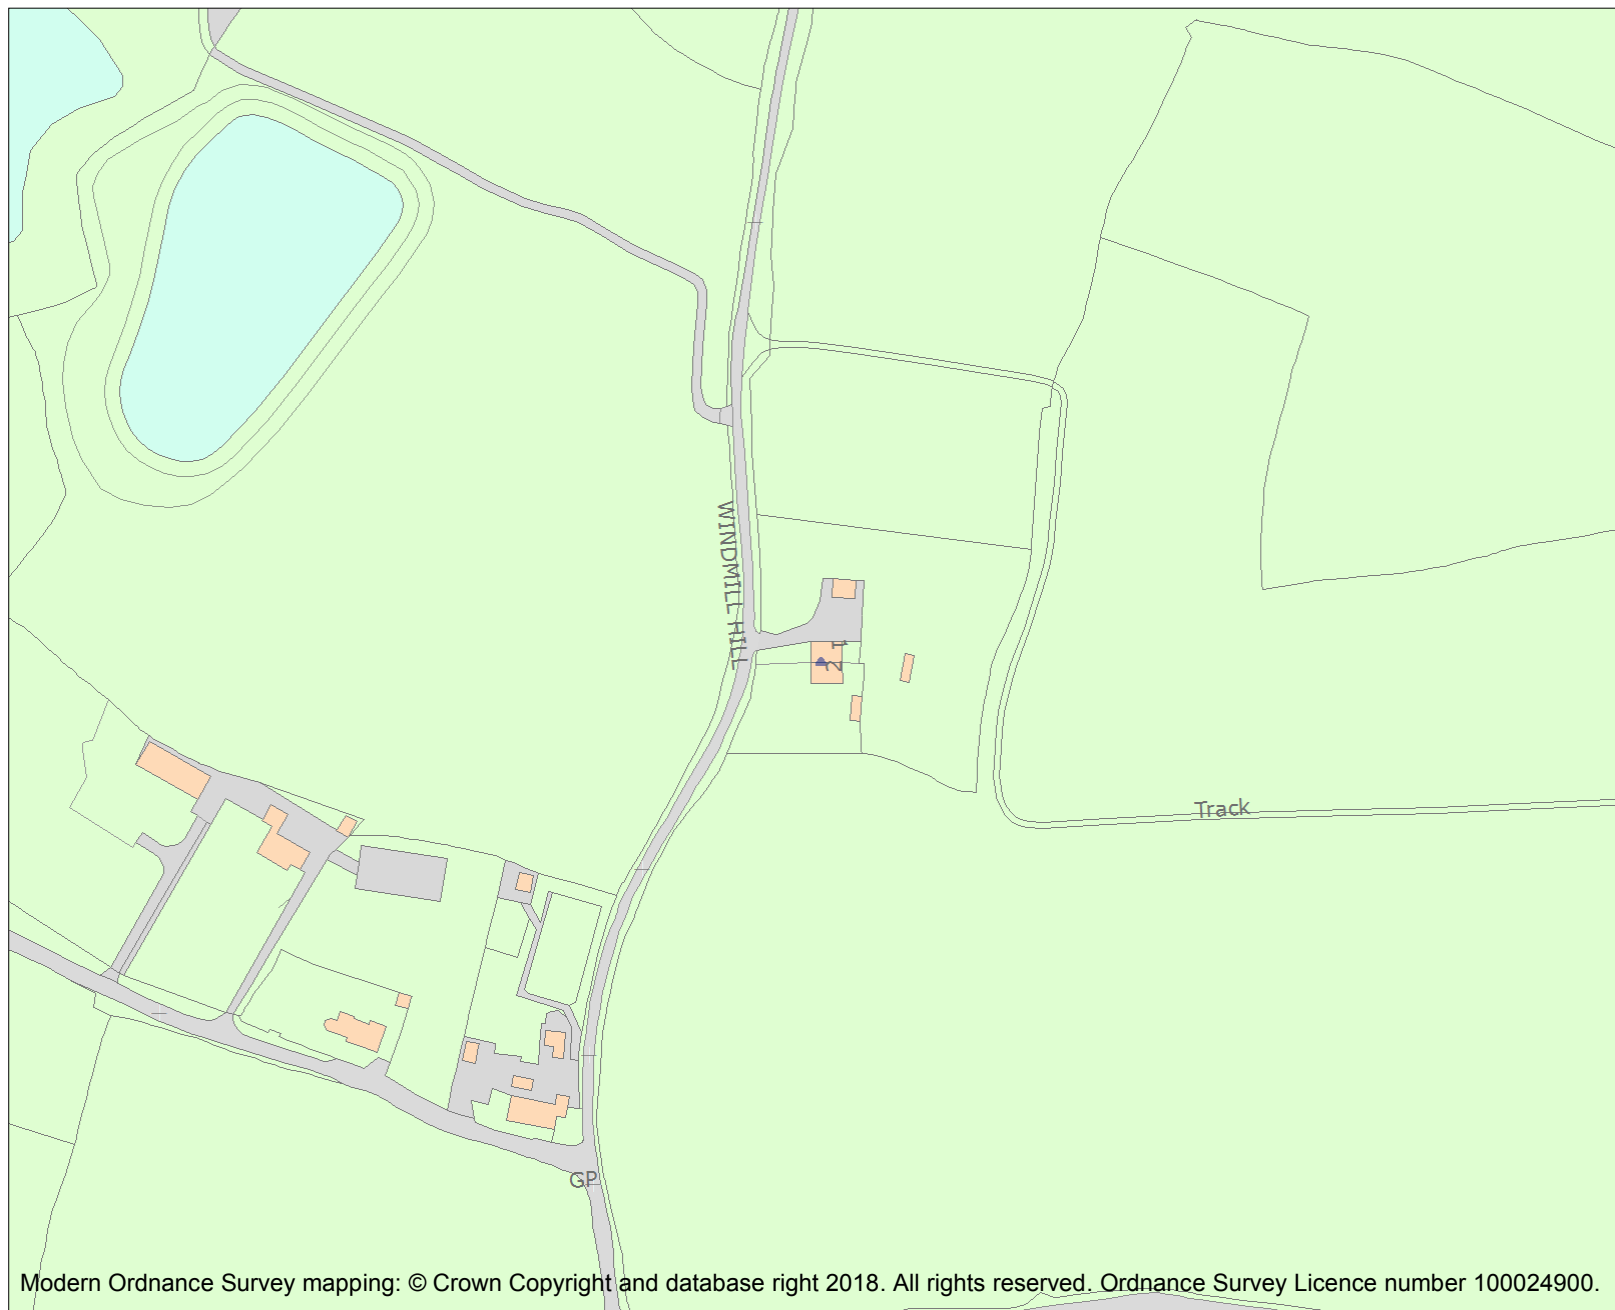 WINDMILL HILL
1
2
Track
GP
Modern Ordnance Survey mapping: © Crown Copyright and database right 2018. All rights reserved. Ordnance Survey Licence number 100024900.